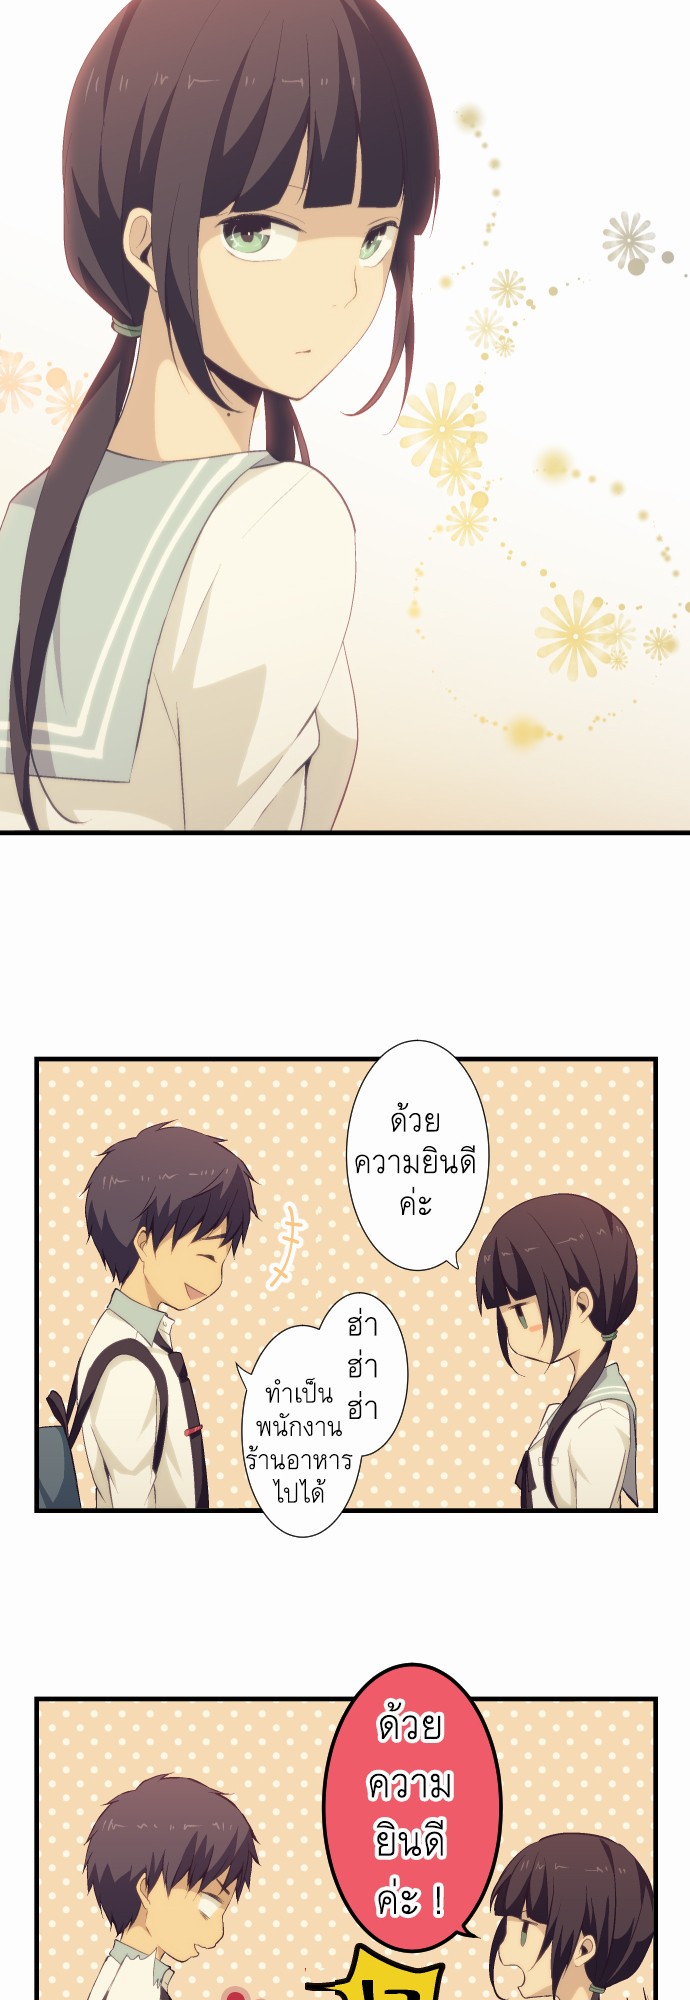 ด้วย
ความยินดี
ค่ะ
ฮ่า
ฮ่า
ฮ่า
ทำเป็น
พนักงาน
ร้านอาหาร
ไปได้
ด้วย
ความ
ยินดี
ค่ะ !